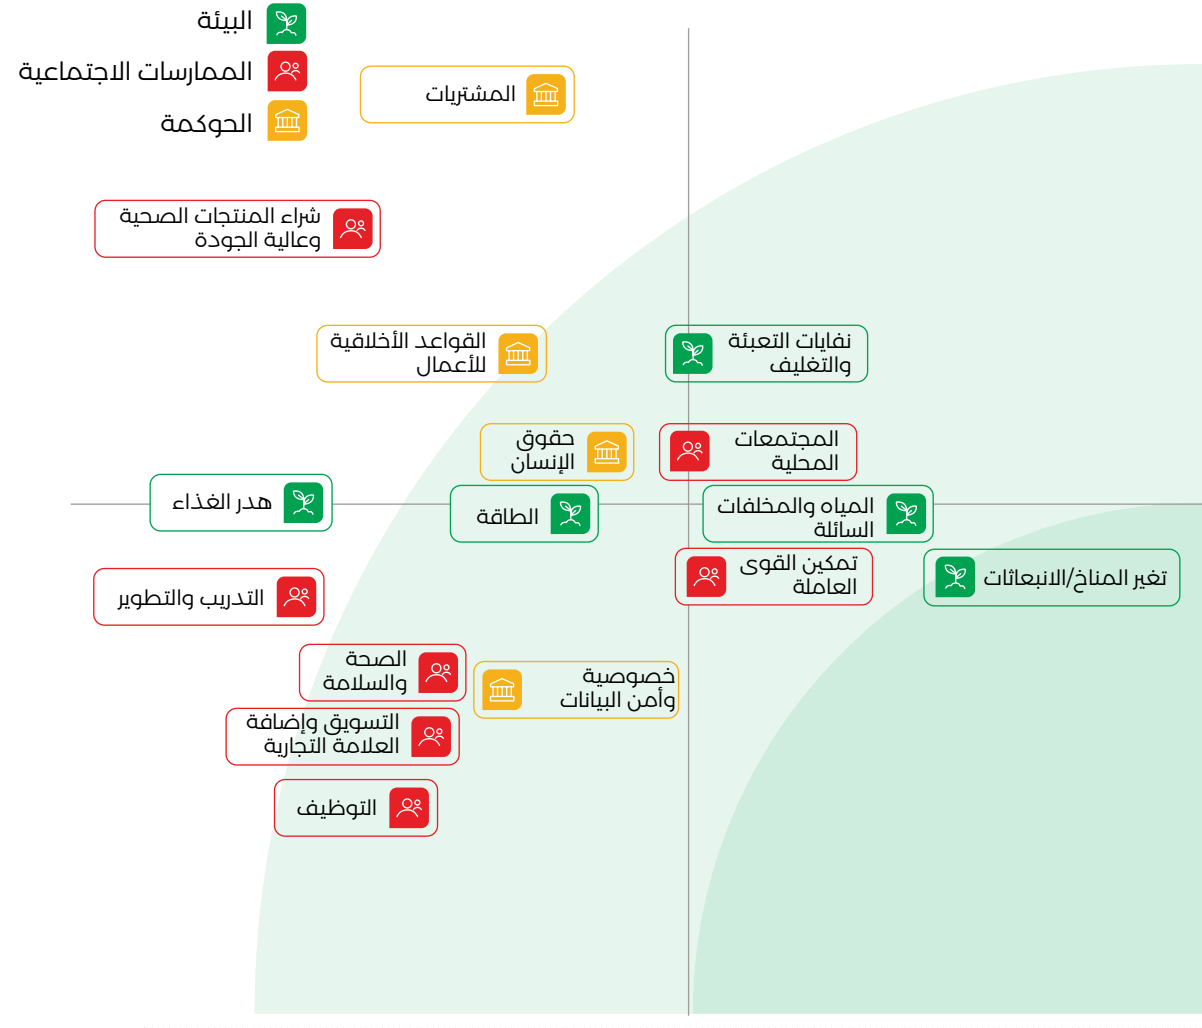 البيئة
الممارسات الاجتماعية
الحوكمة
المشتريات
شراء المنتجات الصحية
وعالية الجودة
القواعد الأخلاقية
للأعمال
نفايات التعبئة
والتغليف
حقوق
الإنسان
المجتمعات
المحلية
هدر الغذاء
الطاقة
المياه والمخلفات
السائلة
تمكين القوى
العاملة
تغير المناخ/الانبعاثات
التدريب والتطوير
الصحة
والسلامة
خصوصية
وأمن البيانات
التسويق وإضافة
العلامة التجارية
التوظيف